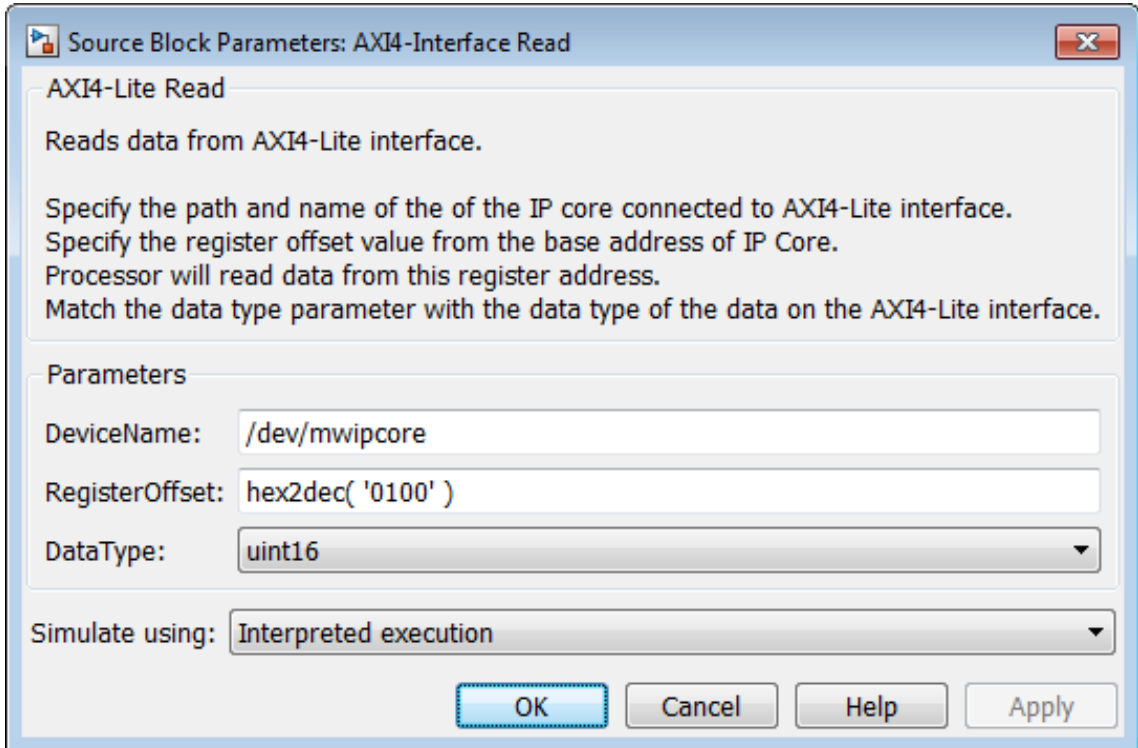 Source Block Parameters: AXI4-Interface Read
AXI4-Lite Read
Reads data from AXI4-Lite interface.
Specify the path and name of the of the IP core connected to AXI4-Lite interface.
Specify the register offset value from the base address of IP Core.
Processor will read data from this register address.
Match the data type parameter with the data type of the data on the AXI4-Lite interface.
Parameters
DeviceName: /dev/mwipcore
RegisterOffset: hex2dec( '0100' )
DataType: uint16
Simulate using: Interpreted execution
OK Cancel Help Apply